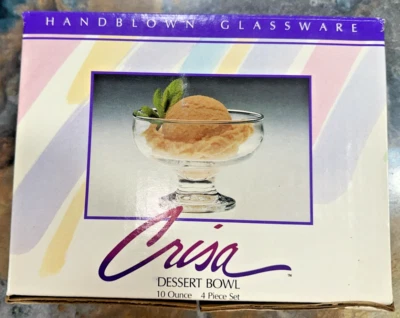 HANDBLOWN GLASSWARE
Crisa
DESSERT BOWL
10 Ounce 4 Piece Set